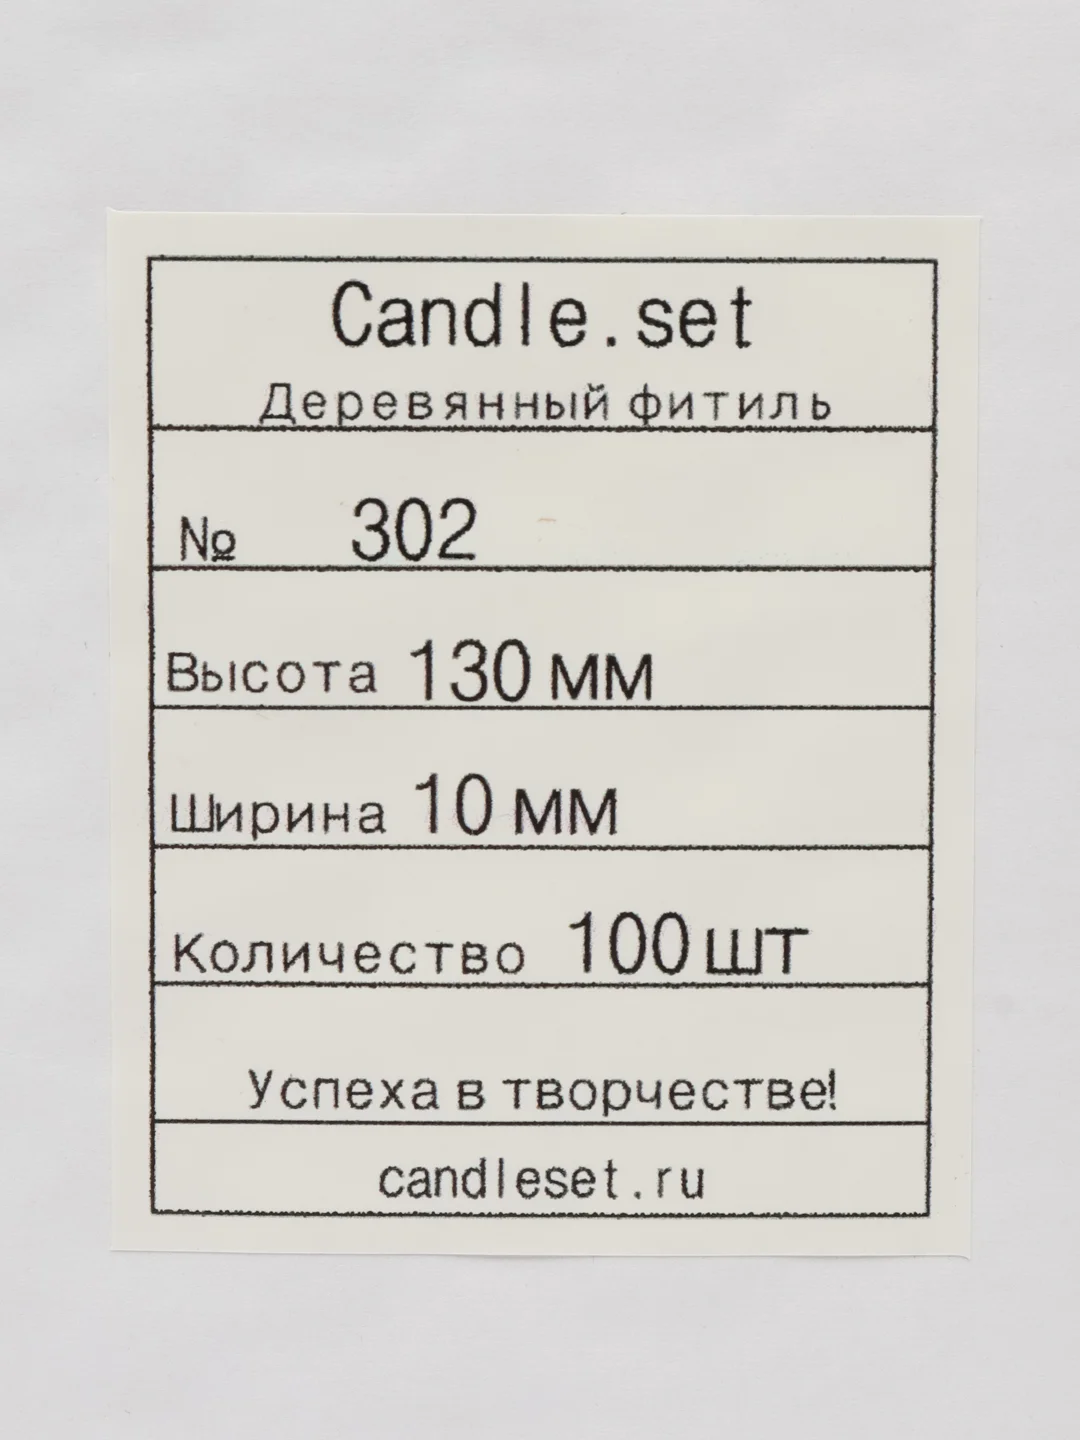 Candle.set
Деревянный фитиль
№ 302
Высота 130 мм
Ширина 10 мм
Количество 100 шт
Успеха в творчестве!
candleset.ru